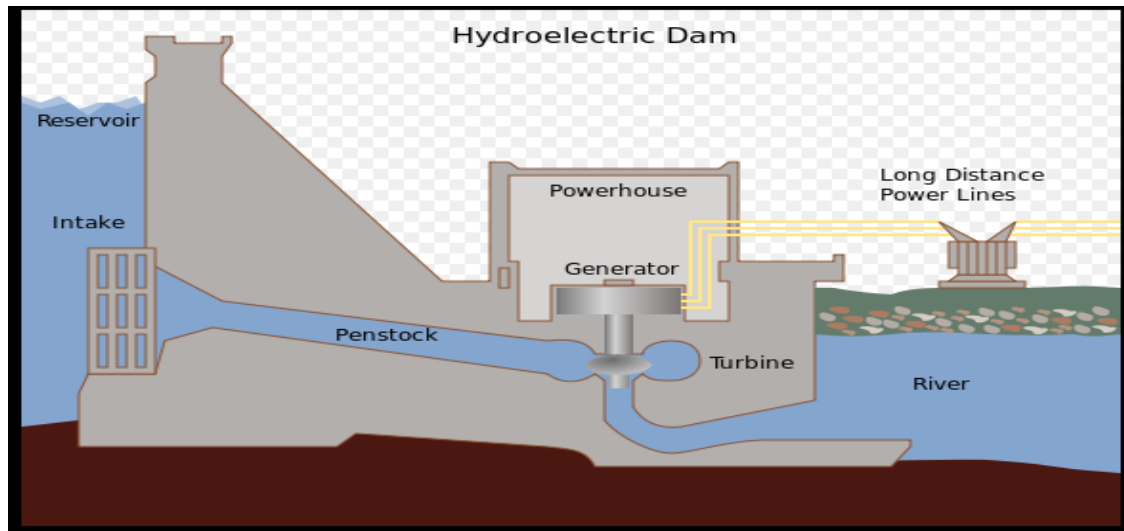 Hydroelectric Dam
Reservoir
Intake
Powerhouse
Long Distance
Power Lines
Generator
Penstock
Turbine
River